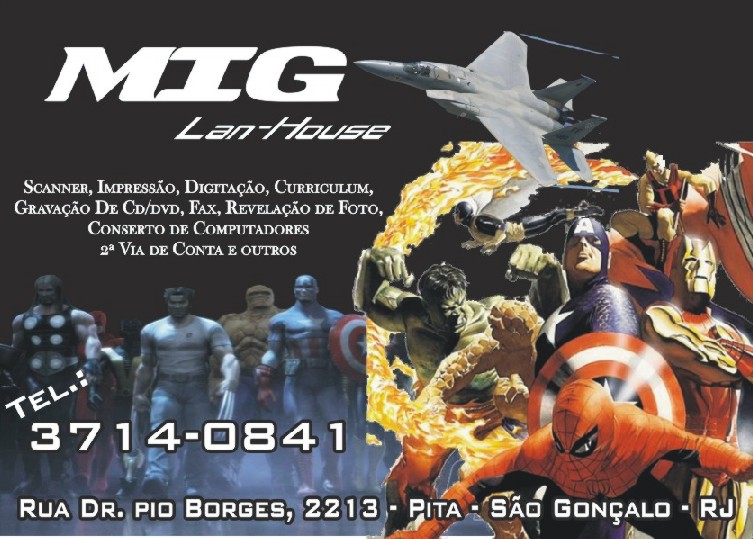 MIG
Lan-House
Scanner, Impressão, Digitação, Curriculum,
Gravação De Cd/dvd, Fax, Revelação de Foto,
Conserto de Computadores
2ª Via de Conta e outros
Tel.:
3714-0841
Rua Dr. pio Borges, 2213 - Pita - São Gonçalo - RJ